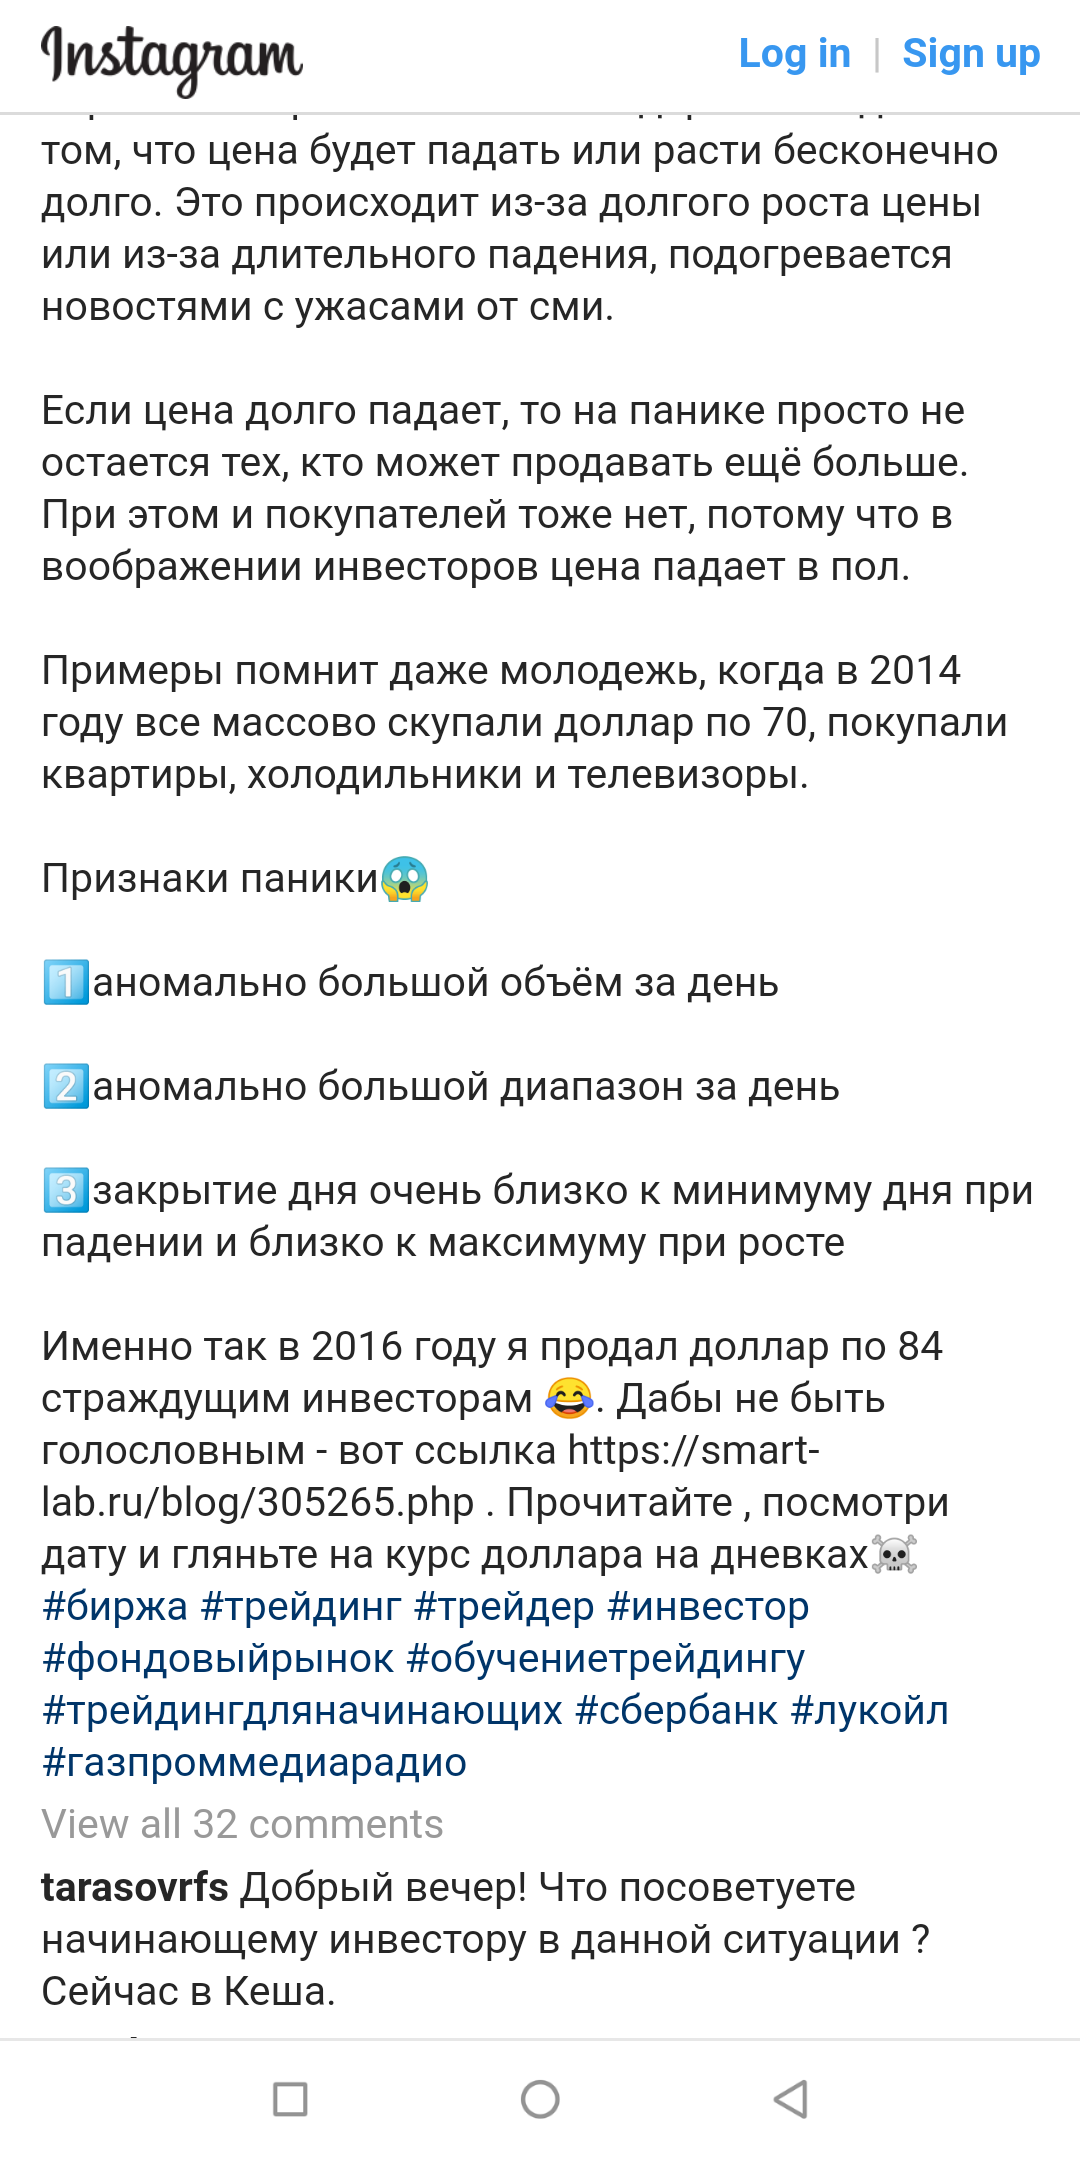 Instagram
Log in | Sign up
том, что цена будет падать или расти бесконечно
долго. Это происходит из-за долгого роста цены
или из-за длительного падения, подогревается
новостями с ужасами от сми.
Если цена долго падает, то на панике просто не
остается тех, кто может продавать ещё больше.
При этом и покупателей тоже нет, потому что в
воображении инвесторов цена падает в пол.
Примеры помнит даже молодежь, когда в 2014
году все массово скупали доллар по 70, покупали
квартиры, холодильники и телевизоры.
Признаки паники😱
1️⃣аномально большой объём за день
2️⃣аномально большой диапазон за день
3️⃣закрытие дня очень близко к минимуму дня при
падении и близко к максимуму при росте
Именно так в 2016 году я продал доллар по 84
страждущим инвесторам 😂. Дабы не быть
голословным - вот ссылка https://smart-
lab.ru/blog/305265.php . Прочитайте , посмотри
дату и гляньте на курс доллара на дневках☠️
#биржа #трейдинг #трейдер #инвестор
#фондовыйрынок #обучениетрейдингу
#трейдингдляначинающих #сбербанк #лукойл
#газпроммедиарадио
View all 32 comments
tarasovrfs Добрый вечер! Что посоветуете
начинающему инвестору в данной ситуации ?
Сейчас в Кеша.